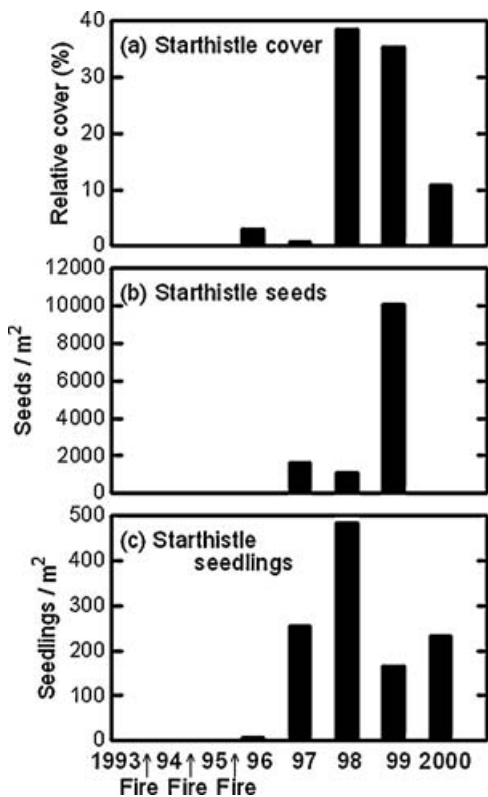 40
(a) Starthistle cover
30
20
10
0
Relative cover (%)
12000
(b) Starthistle seeds
10000
8000
6000
4000
2000
0
Seeds / m²
500
(c) Starthistle
seedlings
400
300
200
100
0
Seedlings / m²
1993↑ 94 ↑ 95↑ 96 97 98 99 2000
Fire Fire Fire